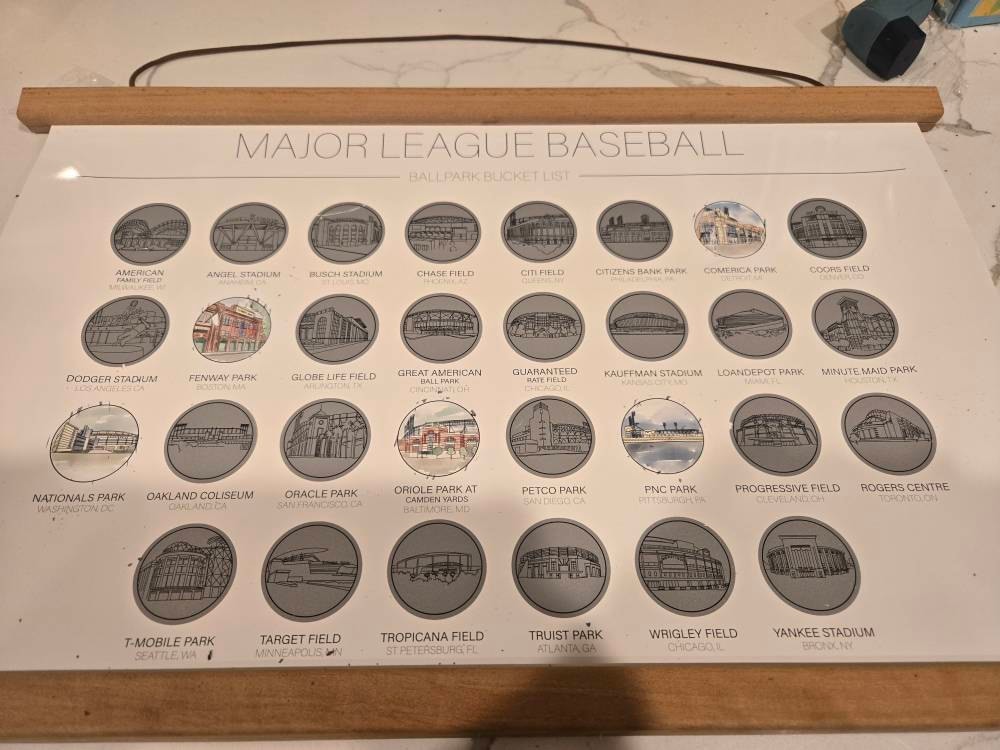 MAJOR LEAGUE BASEBALL
BALLPARK BUCKET LIST
AMERICAN
FAMILY FIELD
MILWAUKEE, WI
ANGEL STADIUM
ANAHEIM, CA
BUSCH STADIUM
ST. LOUIS, MO
CHASE FIELD
PHOENIX, AZ
CITI FIELD
QUEENS, NY
CITIZENS BANK PARK
PHILADELPHIA, PA
COMERICA PARK
DETROIT, MI
COORS FIELD
DENVER, CO
DODGER STADIUM
LOS ANGELES CA
FENWAY PARK
BOSTON, MA
GLOBE LIFE FIELD
ARLINGTON, TX
GREAT AMERICAN
BALL PARK
CINCINNATI, OH
GUARANTEED
RATE FIELD
CHICAGO, IL
KAUFFMAN STADIUM
KANSAS CITY, MO
LOANDEPOT PARK
MIAMI, FL
MINUTE MAID PARK
HOUSTON, TX
NATIONALS PARK
WASHINGTON, DC
OAKLAND COLISEUM
OAKLAND, CA
ORACLE PARK
SAN FRANCISCO, CA
ORIOLE PARK AT
CAMDEN YARDS
BALTIMORE, MD
PETCO PARK
SAN DIEGO, CA
PNC PARK
PITTSBURGH, PA
PROGRESSIVE FIELD
CLEVELAND, OH
ROGERS CENTRE
TORONTO, ON
T-MOBILE PARK
SEATTLE, WA
TARGET FIELD
MINNEAPOLIS, MN
TROPICANA FIELD
ST. PETERSBURG, FL
TRUIST PARK
ATLANTA, GA
WRIGLEY FIELD
CHICAGO, IL
YANKEE STADIUM
BRONX, NY